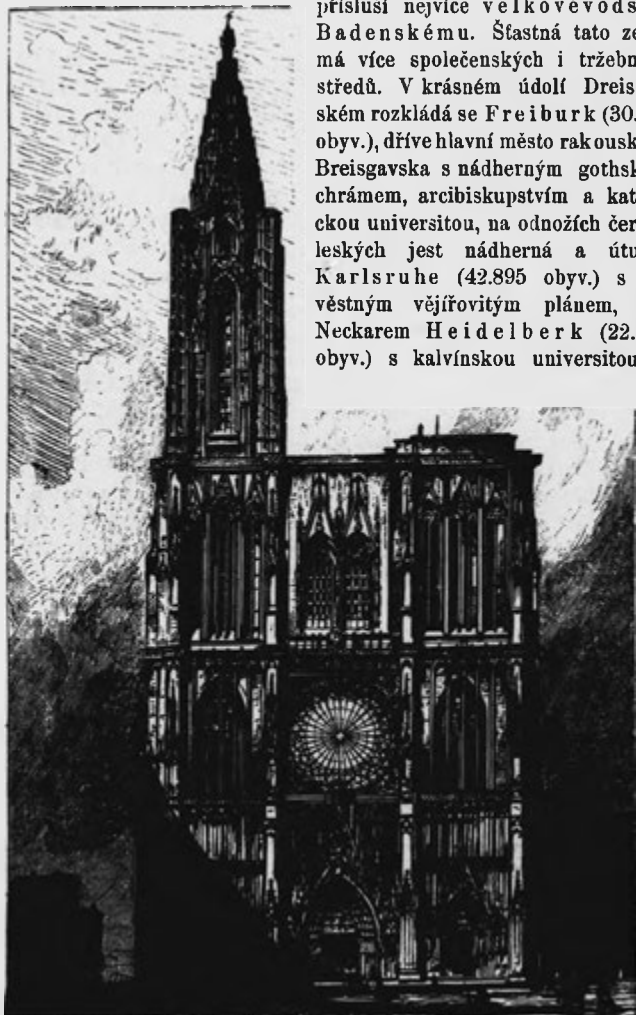 přísluší nejvíce velkovévods
Badenskému. Šťastná tato ze
má více společenských i tržebn
středů. V krásném údolí Dreis
ském rozkládá se Freiburk (30.
obyv.), dříve hlavní město rakousk
Breisgavska s nádherným gothsk
chrámem, arcibiskupstvím a kat
ckou universitou, na odnožích čer
leských jest nádherná a útu
Karlsruhe (42.895 obyv.) s
věstným vějířovitým plánem,
Neckarem Heidelberk (22.
obyv.) s kalvínskou universitou